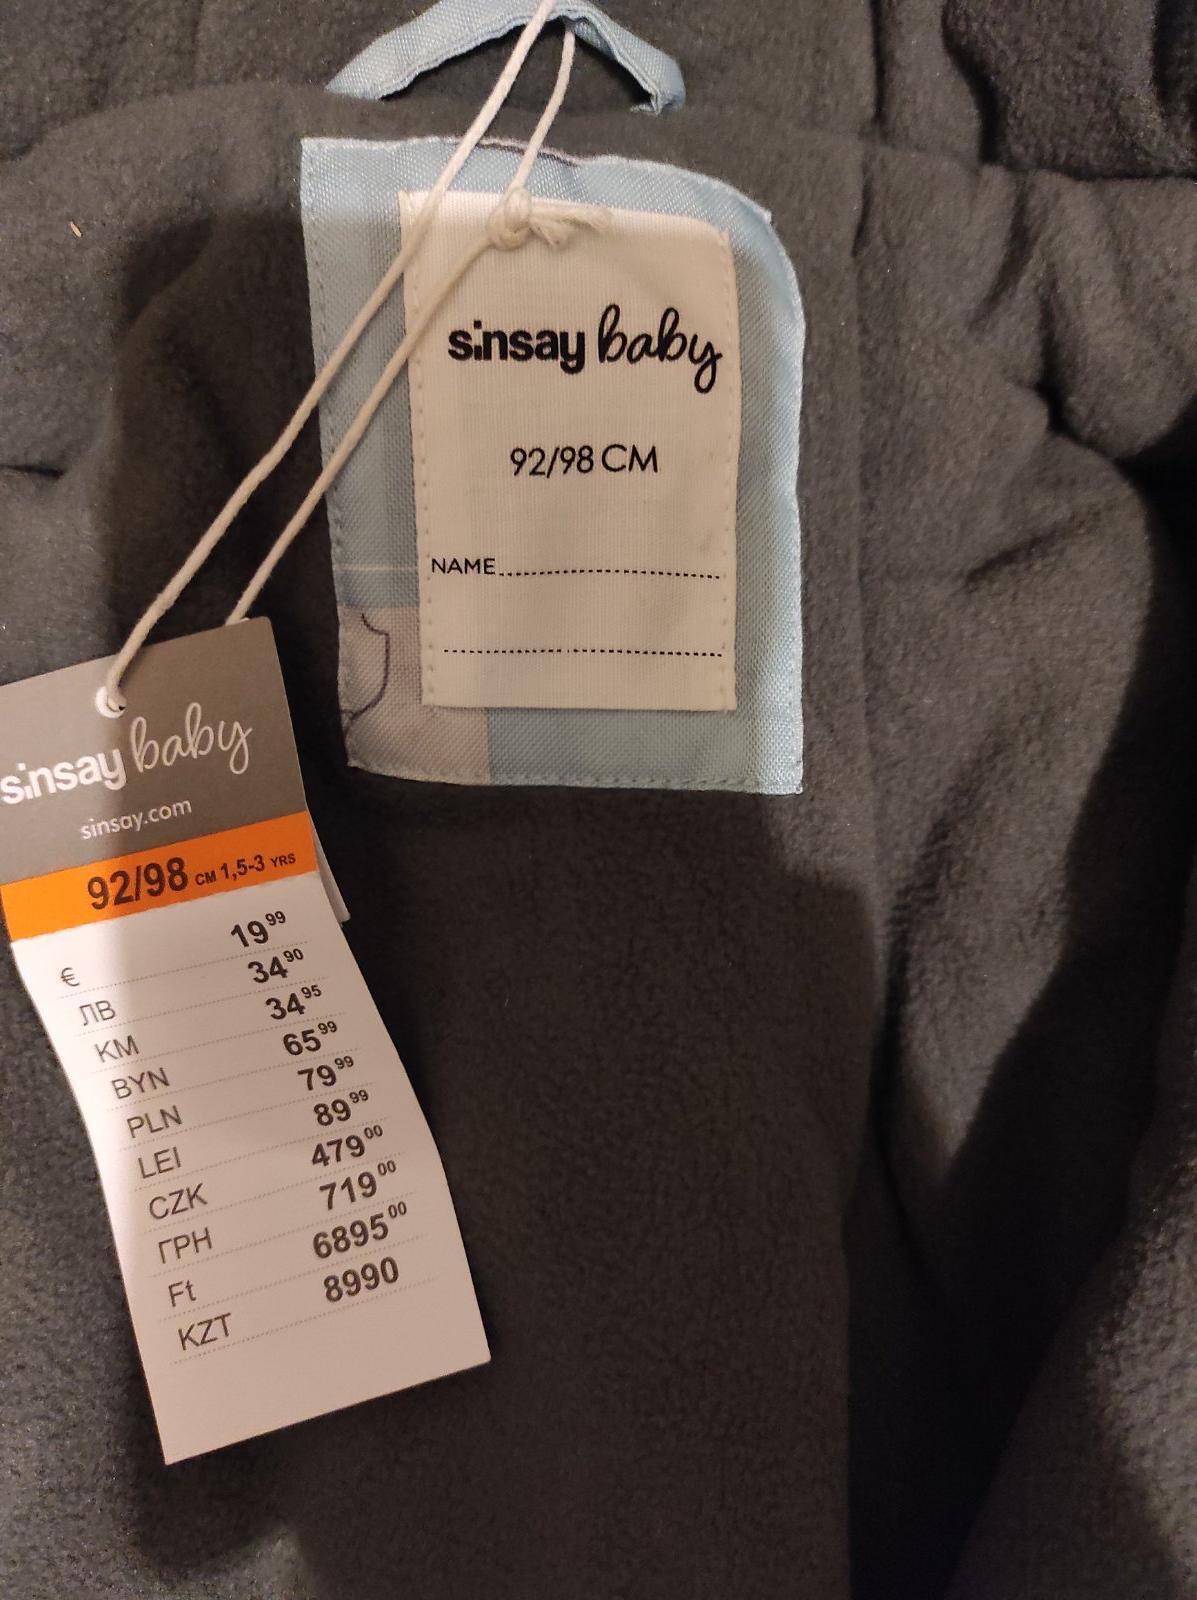 sinsay baby
92/98 CM
NAME
sinsay baby
sinsay.com
92/98 CM 1,5-3 YRS
€ 19⁹⁹
ЛВ 34⁹⁰
KM 34⁹⁵
BYN 65⁹⁹
PLN 79⁹⁹
LEI 89⁹⁹
CZK 479⁰⁰
ГРН 719⁰⁰
Ft 6895⁰⁰
KZT 8990